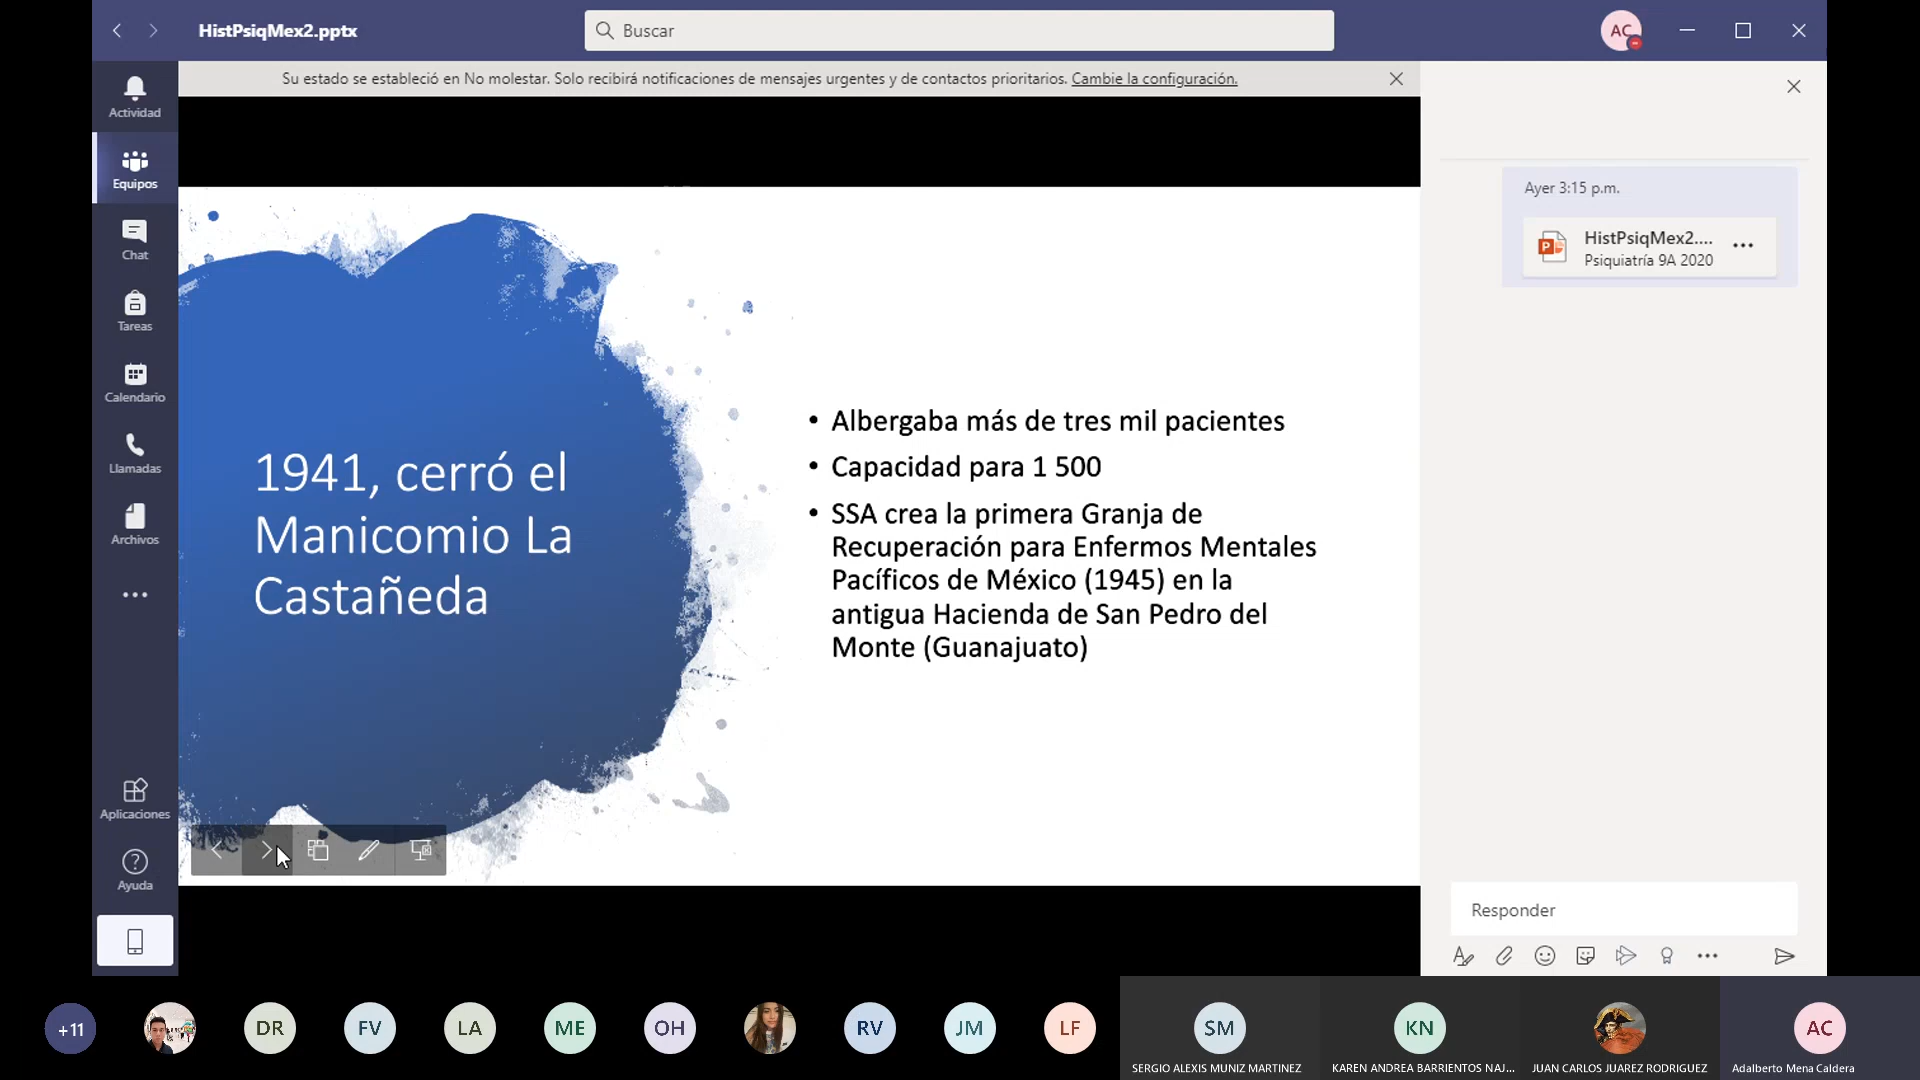 HistPsiqMex2.pptx
Buscar
AC
Su estado se estableció en No molestar. Solo recibirá notificaciones de mensajes urgentes y de contactos prioritarios. Cambie la configuración.
Actividad
Equipos
Chat
Tareas
Calendario
Llamadas
Archivos
Aplicaciones
Ayuda
1941, cerró el
Manicomio La
Castañeda
• Albergaba más de tres mil pacientes
• Capacidad para 1 500
• SSA crea la primera Granja de
Recuperación para Enfermos Mentales
Pacíficos de México (1945) en la
antigua Hacienda de San Pedro del
Monte (Guanajuato)
Ayer 3:15 p.m.
P
HistPsiqMex2....
Psiquiatría 9A 2020
Responder
+11
DR
FV
LA
ME
OH
RV
JM
LF
SM
KN
AC
SERGIO ALEXIS MUNIZ MARTINEZ
KAREN ANDREA BARRIENTOS NAJ...
JUAN CARLOS JUAREZ RODRIGUEZ
Adalberto Mena Caldera